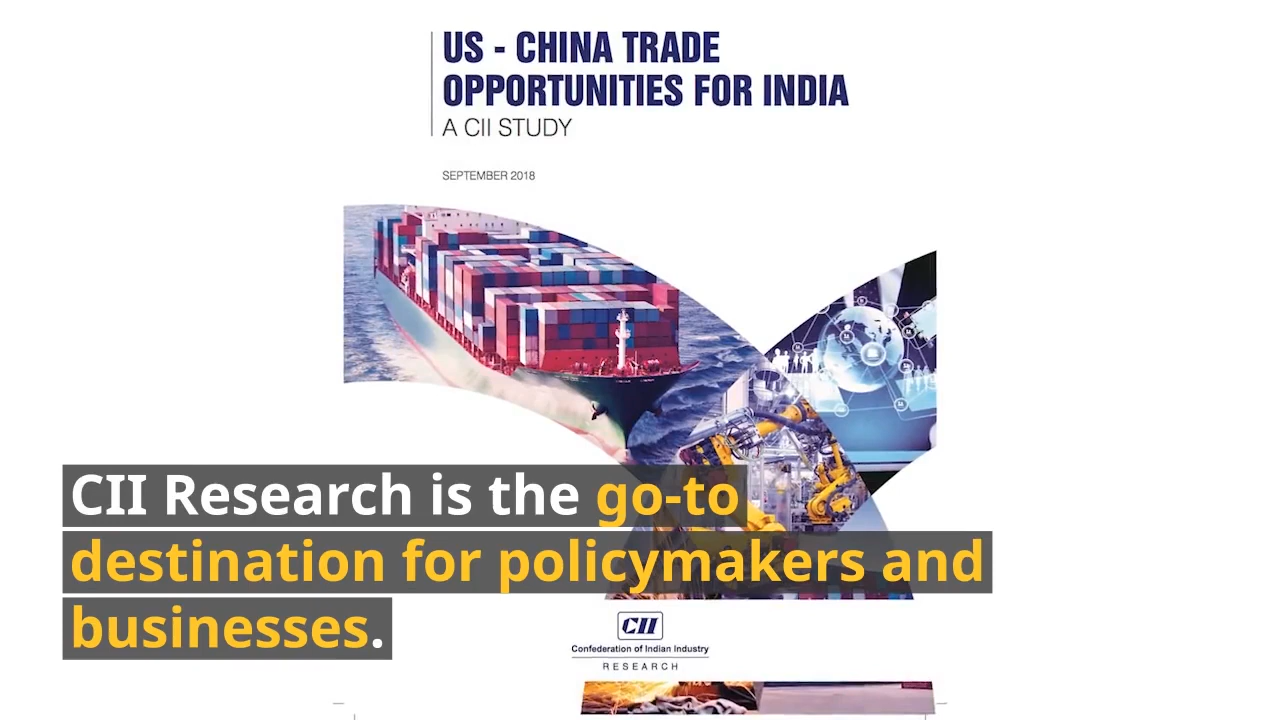 US - CHINA TRADE
OPPORTUNITIES FOR INDIA
A CII STUDY
SEPTEMBER 2018
CII Research is the go-to
destination for policymakers and
businesses.
CII
Confederation of Indian Industry
RESEARCH